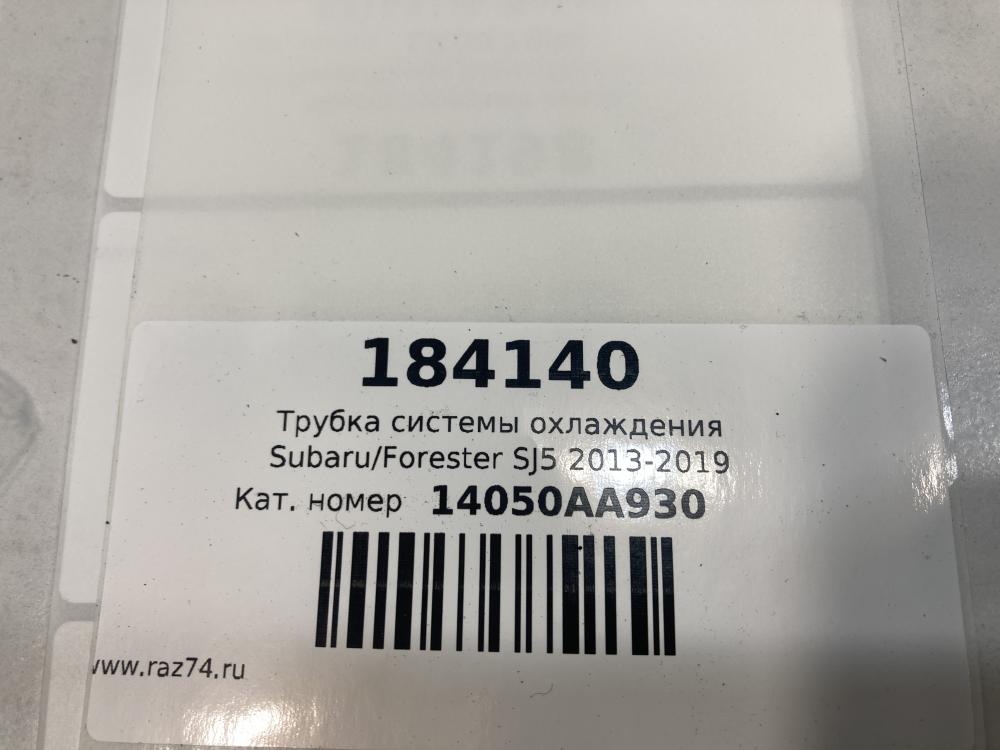 184140
Трубка системы охлаждения
Subaru/Forester SJ5 2013-2019
Кат. номер 14050AA930
www.raz74.ru